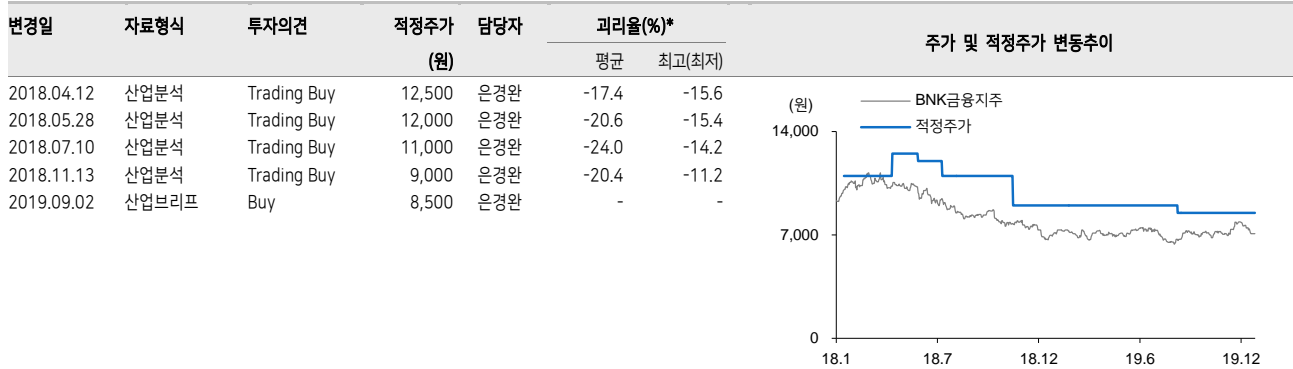 변경일 자료형식 투자의견 적정주가 담당자 괴리율(%)* 주가 및 적정주가 변동추이
(원) 평균 최고(최저)
2018.04.12 산업분석 Trading Buy 12,500 은경완 -17.4 -15.6
2018.05.28 산업분석 Trading Buy 12,000 은경완 -20.6 -15.4
2018.07.10 산업분석 Trading Buy 11,000 은경완 -24.0 -14.2
2018.11.13 산업분석 Trading Buy 9,000 은경완 -20.4 -11.2
2019.09.02 산업브리프 Buy 8,500 은경완 - -
(원) BNK금융지주
적정주가
14,000
7,000
0
18.1 18.7 18.12 19.6 19.12